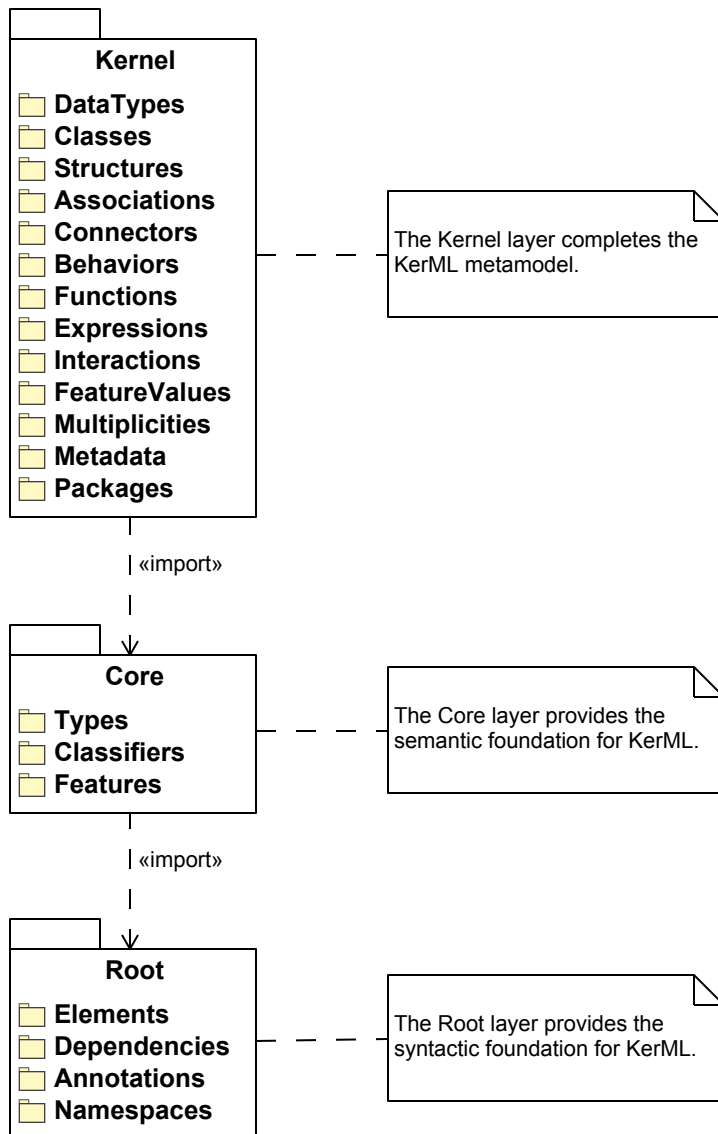 Kernel
DataTypes
Classes
Structures
Associations
Connectors
Behaviors
Functions
Expressions
Interactions
FeatureValues
Multiplicities
Metadata
Packages
The Kernel layer completes the
KerML metamodel.
«import»
Core
Types
Classifiers
Features
The Core layer provides the
semantic foundation for KerML.
«import»
Root
Elements
Dependencies
Annotations
Namespaces
The Root layer provides the
syntactic foundation for KerML.